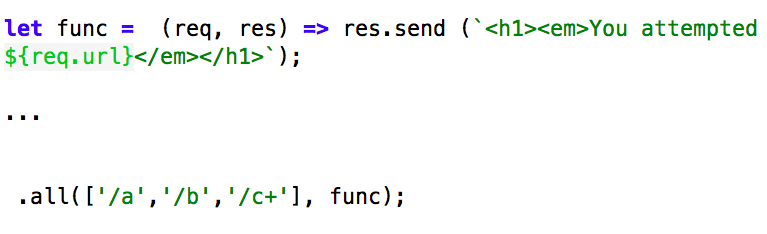 let func =  (req, res) => res.send (`<h1><em>You attempted
${req.url}</em></h1>`);
...
.all(['/a','/b','/c+'], func);